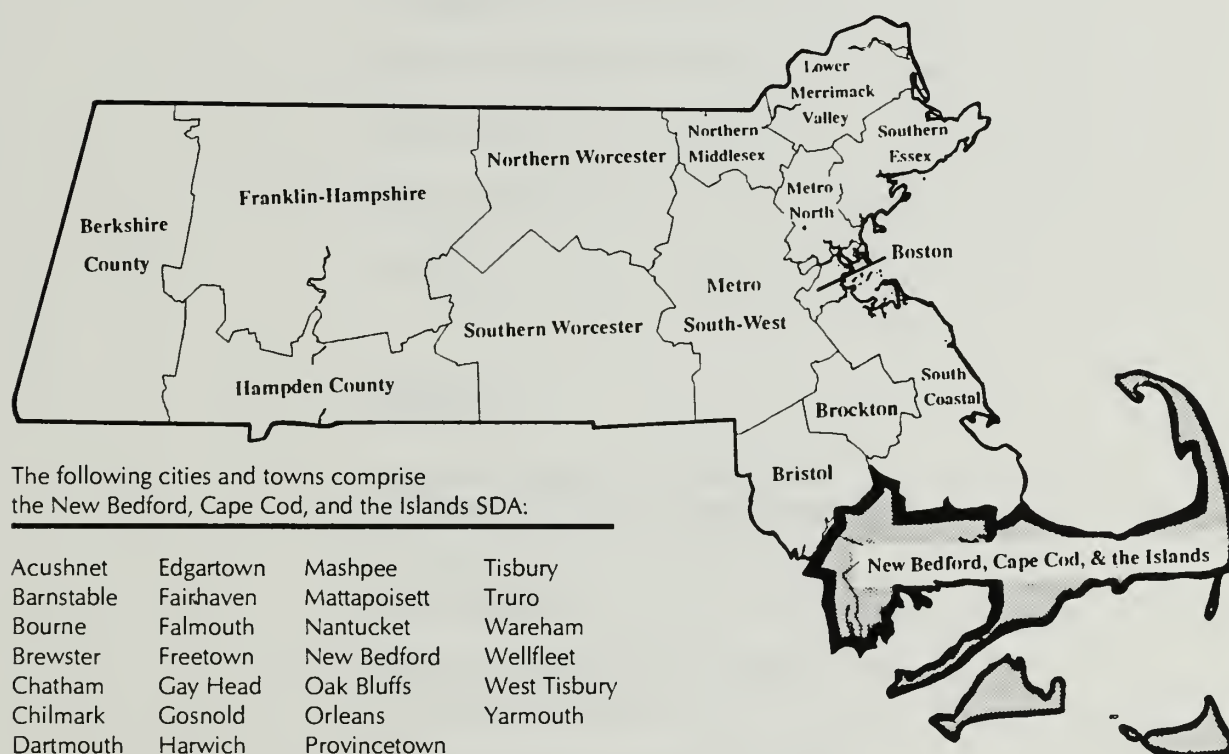 Lower
Merrimack
Valley
Northern
Middlesex
Southern
Essex
Northern Worcester
Franklin-Hampshire
Metro
North
Berkshire
County
Boston
Metro
South-West
Southern Worcester
Hampden County
South
Coastal
Brockton
Bristol
New Bedford, Cape Cod, & the Islands
The following cities and towns comprise
the New Bedford, Cape Cod, and the Islands SDA:
Acushnet Edgartown Mashpee Tisbury
Barnstable Fairhaven Mattapoisett Truro
Bourne Falmouth Nantucket Wareham
Brewster Freetown New Bedford Wellfleet
Chatham Gay Head Oak Bluffs West Tisbury
Chilmark Gosnold Orleans Yarmouth
Dartmouth Harwich Provincetown